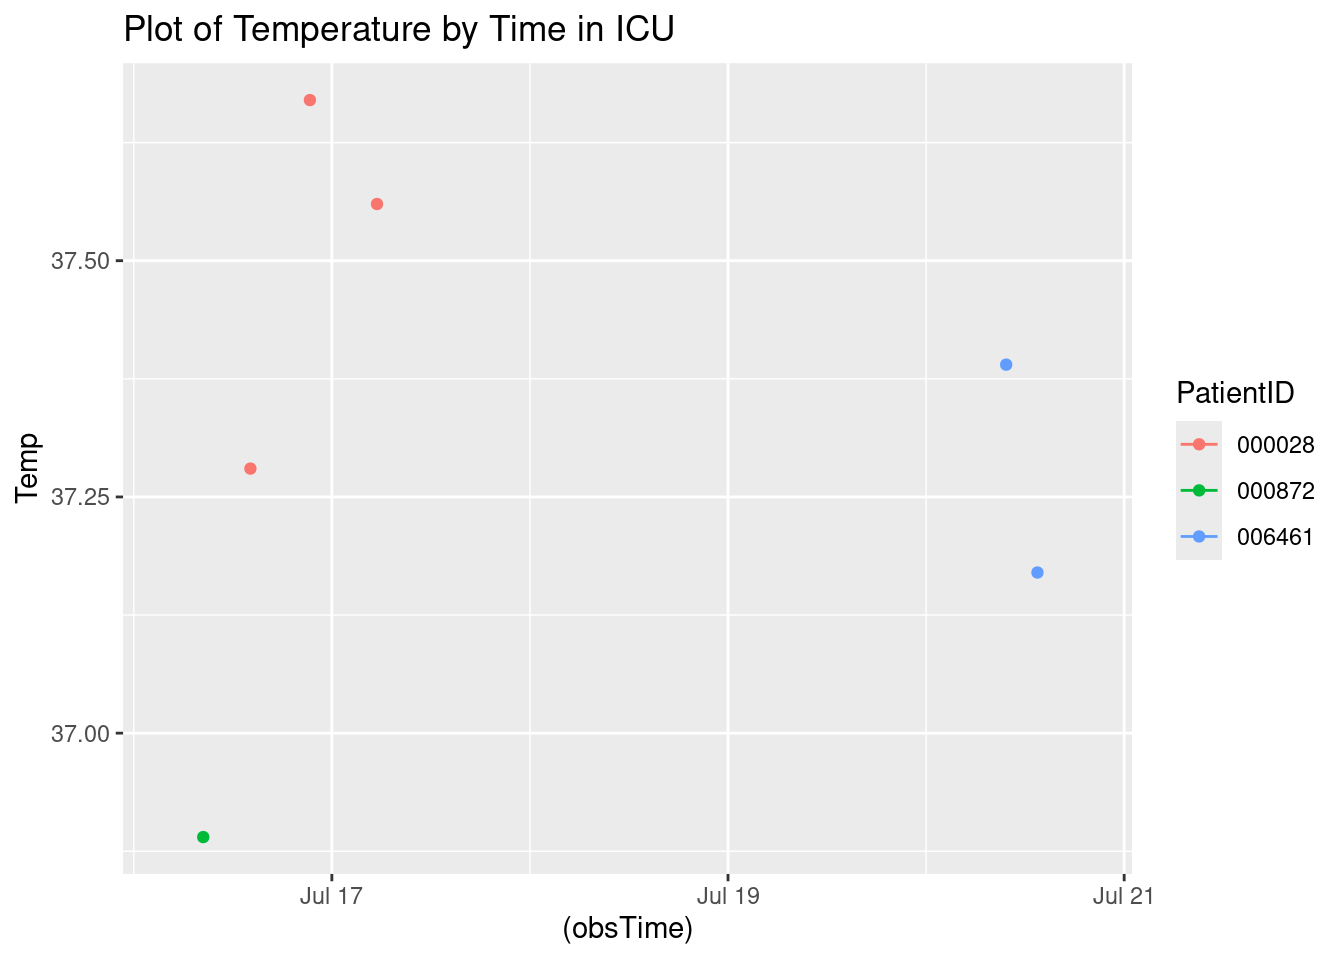 Plot of Temperature by Time in ICU
Temp
37.50
37.25
37.00
Jul 17
Jul 19
Jul 21
(obsTime)
PatientID
000028
000872
006461